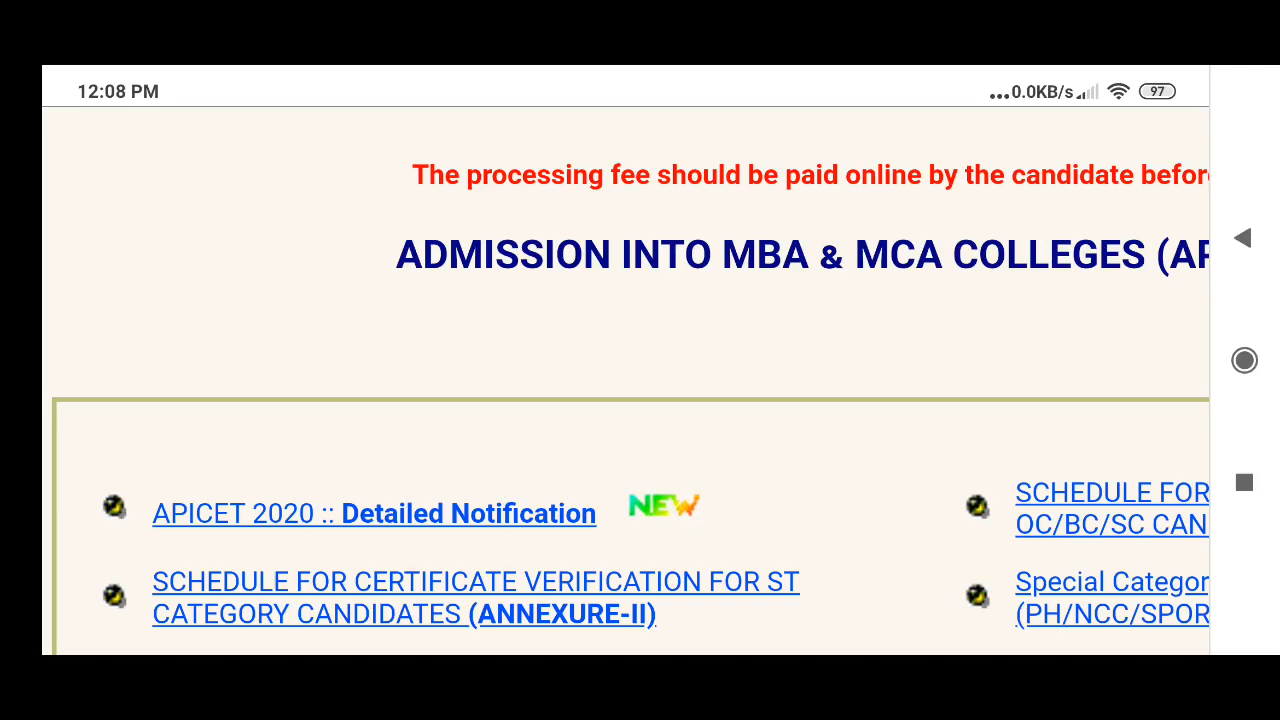 12:08 PM
...0.0KB/s
97
The processing fee should be paid online by the candidate
ADMISSION INTO MBA & MCA COLLEGES
APICET 2020 :: Detailed Notification
NEW
SCHEDULE FOR
OC/BC/SC CAN
SCHEDULE FOR CERTIFICATE VERIFICATION FOR ST
CATEGORY CANDIDATES (ANNEXURE-II)
Special Categor
(PH/NCC/SPOR